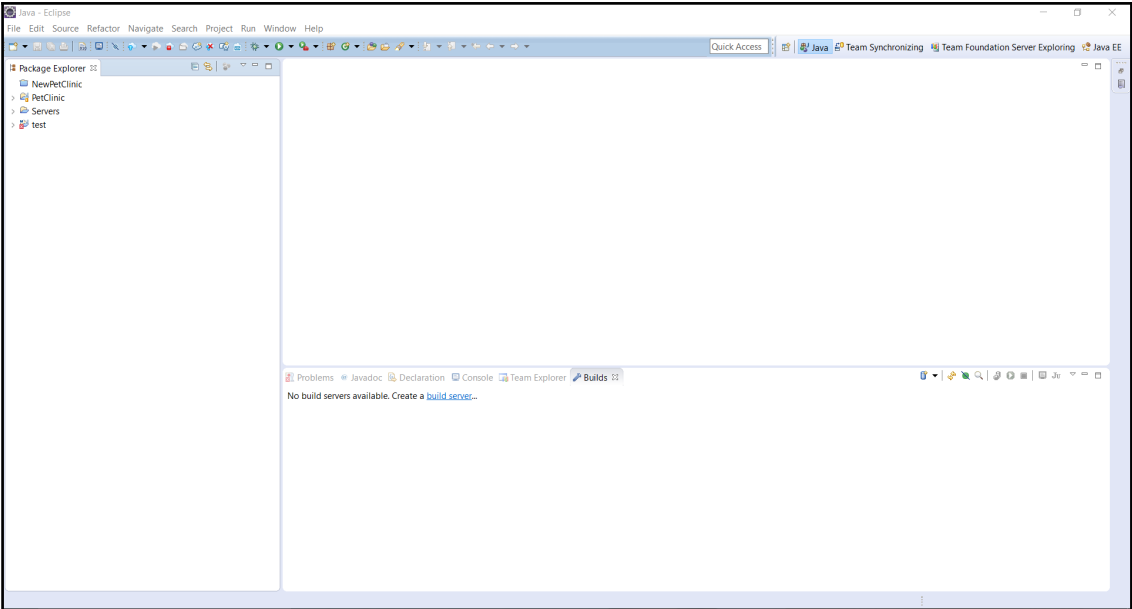 Java - Eclipse
File Edit Source Refactor Navigate Search Project Run Window Help
Quick Access Java Team Synchronizing Team Foundation Server Exploring Java EE
Package Explorer
NewPetClinic
PetClinic
Servers
test
Problems Javadoc Declaration Console Team Explorer Builds
No build servers available. Create a build server...